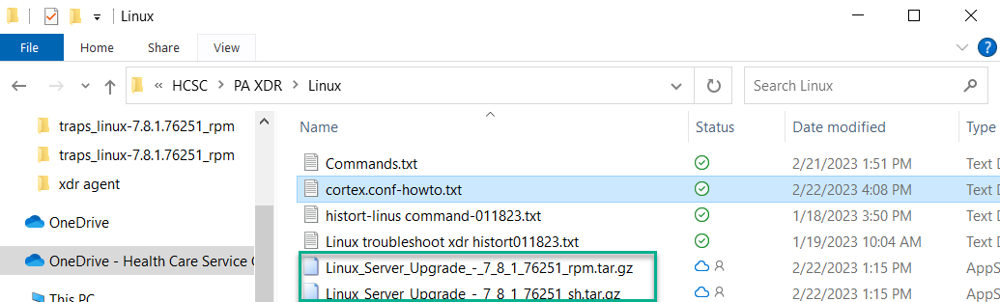 Linux
File Home Share View
« HCSC > PA XDR > Linux
Search Linux
traps_linux-7.8.1.76251_rpm
traps_linux-7.8.1.76251_rpm
xdr agent
OneDrive
OneDrive - Health Care Service
This PC
Name Status Date modified Type
Commands.txt 2/21/2023 1:51 PM Text D
cortex.conf-howto.txt 2/22/2023 4:08 PM Text D
histort-linus command-011823.txt 1/18/2023 3:50 PM Text D
Linux troubleshoot xdr histort011823.txt 1/19/2023 10:04 AM Text D
Linux_Server_Upgrade_-_7_8_1_76251_rpm.tar.gz 2/22/2023 1:15 PM AppS
Linux_Server_Upgrade_-_7_8_1_76251_sh.tar.gz 2/22/2023 1:15 PM AppS